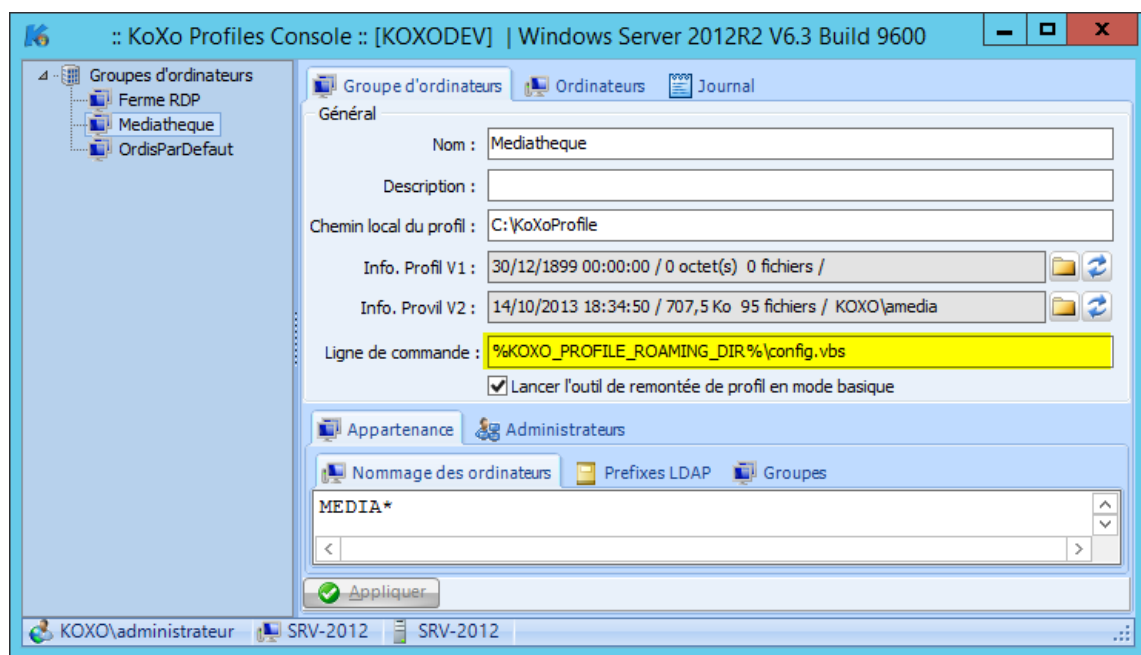 :: KoXo Profiles Console :: [KOXODEV] | Windows Server 2012R2 V6.3 Build 9600
Groupes d'ordinateurs
Ferme RDP
Mediatheque
OrdisParDefaut
Groupe d'ordinateurs Ordinateurs Journal
Général
Nom : Mediatheque
Description :
Chemin local du profil : C:\KoXoProfile
Info. Profil V1 : 30/12/1899 00:00:00 / 0 octet(s) 0 fichiers /
Info. Provil V2 : 14/10/2013 18:34:50 / 707,5 Ko 95 fichiers / KOXO\amedia
Ligne de commande : %KOXO_PROFILE_ROAMING_DIR%\config.vbs
Lancer l'outil de remontée de profil en mode basique
Appartenance Administrateurs
Nommage des ordinateurs Prefixes LDAP Groupes
MEDIA*
Appliquer
KOXO\administrateur SRV-2012 SRV-2012